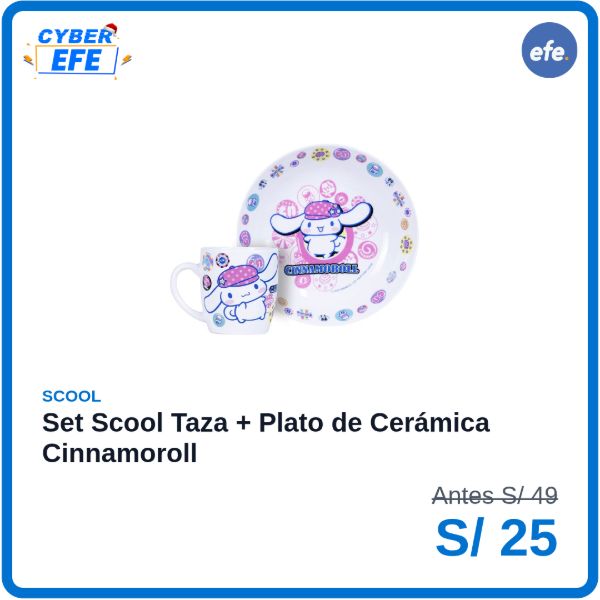 CYBER
EFE
efe.
CINNAMOROLL
SCOOL
Set Scool Taza + Plato de Cerámica
Cinnamoroll
Antes S/ 49
S/ 25